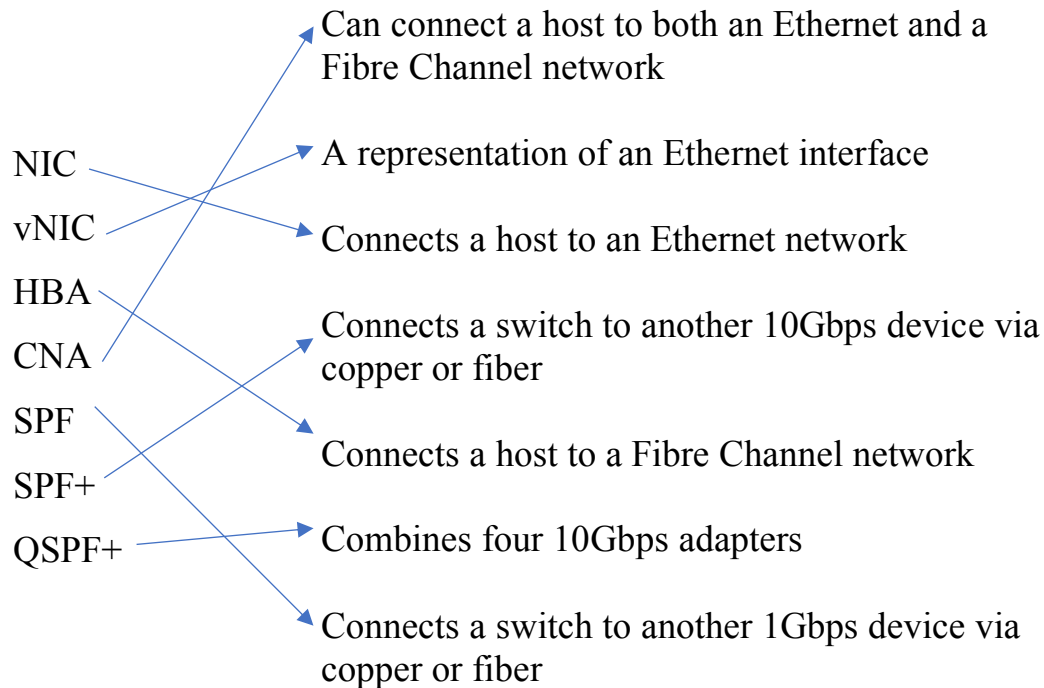 NIC
vNIC
HBA
CNA
SPF
SPF+
QSPF+
Can connect a host to both an Ethernet and a
Fibre Channel network
A representation of an Ethernet interface
Connects a host to an Ethernet network
Connects a switch to another 10Gbps device via
copper or fiber
Connects a host to a Fibre Channel network
Combines four 10Gbps adapters
Connects a switch to another 1Gbps device via
copper or fiber